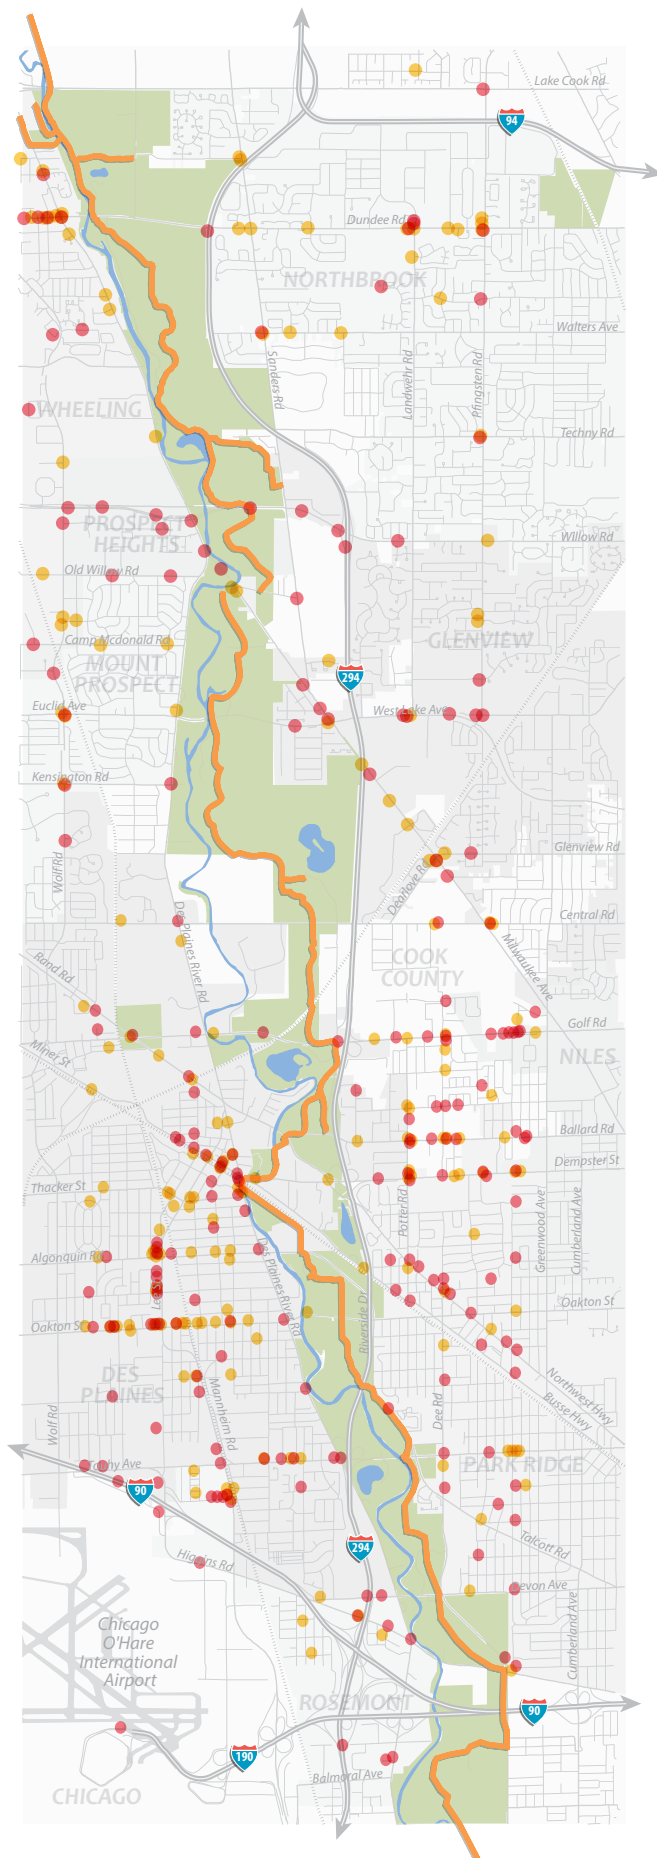 Lake Cook Rd
94
Dundee Rd
NORTHBROOK
Walters Ave
Sanders Rd
Landwehr Rd
Pfingsten Rd
WHEELING
Techny Rd
PROSPECT
HEIGHTS
Willow Rd
Old Willow Rd
Camp Mcdonald Rd
GLENVIEW
MOUNT
PROSPECT
294
Euclid Ave
West Lake Ave
Kensington Rd
Glenview Rd
Wolf Rd
Dearlove Rd
Des Plaines River Rd
Central Rd
Milwaukee Ave
COOK
COUNTY
Rand Rd
Golf Rd
NILES
Miner St
Ballard Rd
Dempster St
Thacker St
Potter Rd
Greenwood Ave
Cumberland Ave
Algonquin Rd
Des Plaines River Rd
Lee St
Riverside Dr
Oakton St
Oakton St
DES
PLAINES
Mannheim Rd
Northwest Hwy
Busse Hwy
Dee Rd
Wolf Rd
Touhy Ave
PARK RIDGE
90
294
Talcott Rd
Higgins Rd
Devon Ave
Cumberland Ave
Chicago
O'Hare
International
Airport
ROSEMONT
90
190
Balmoral Ave
CHICAGO